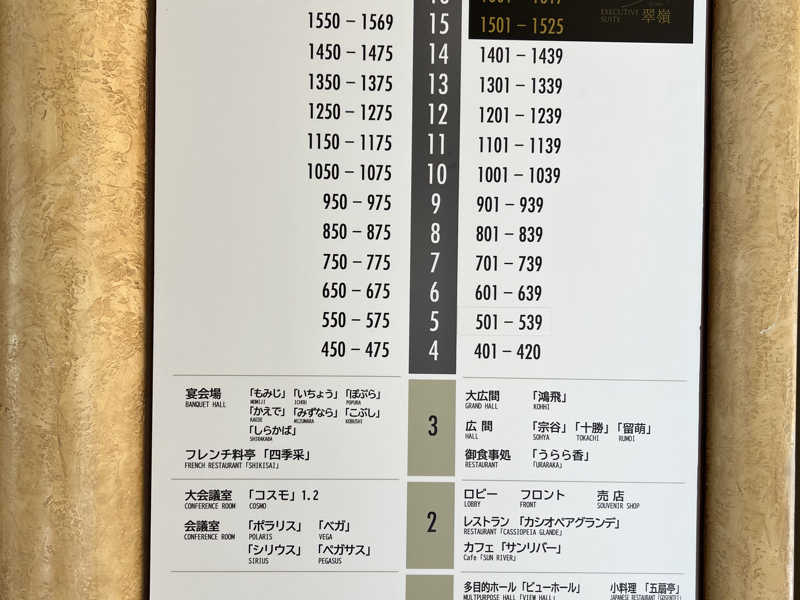 EXECUTIVE
SUITE 翠嶺
1550 – 1569 15 1501 – 1525
1450 – 1475 14 1401 – 1439
1350 – 1375 13 1301 – 1339
1250 – 1275 12 1201 – 1239
1150 – 1175 11 1101 – 1139
1050 – 1075 10 1001 – 1039
950 – 975 9 901 – 939
850 – 875 8 801 – 839
750 – 775 7 701 – 739
650 – 675 6 601 – 639
550 – 575 5 501 – 539
450 – 475 4 401 – 420
宴会場 「もみじ」「いちょう」「ぽぷら」
BANQUET HALL MOMIJI ICHOU POPURA
「かえで」「みずなら」「こぶし」
KAEDE MIZUNARA KOBUSHI
「しらかば」
SHIRAKABA
フレンチ料亭「四季采」
FRENCH RESTAURANT「SHIKISAI」
3
大広間 「鴻飛」
GRAND HALL KOHHI
広 間 「宗谷」「十勝」「留萌」
HALL SOHYA TOKACHI RUMOI
御食事処 「うらら香」
RESTAURANT 「URARAKA」
大会議室 「コスモ」1.2
CONFERENCE ROOM COSMO
会議室 「ポラリス」 「ベガ」
CONFERENCE ROOM POLARIS VEGA
「シリウス」 「ペガサス」
SIRIUS PEGASUS
2
ロビー フロント 売 店
LOBBY FRONT SOUVENIR SHOP
レストラン 「カシオペアグランデ」
RESTAURANT「CASSIOPEIA GLANDE」
カフェ「サンリバー」
Cafe「SUN RIVER」
多目的ホール「ビューホール」 小料理 「五扇亭」
MULTPURPOSE HALL「VIEW HALL」 JAPANESE RESTAURANT「GOSENTEI」